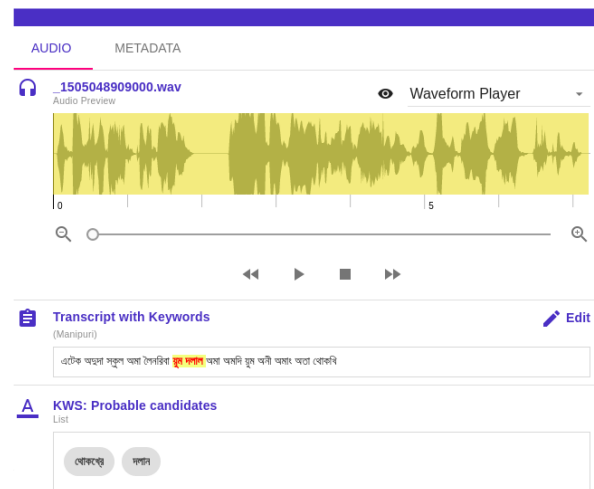 AUDIO METADATA
_1505048909000.wav
Audio Preview
Waveform Player
0 5
Transcript with Keywords
Edit
(Manipuri)
এটেক অদুদা স্কুল অমা লৈনরিবা য়ুম দলাল অমা অমদি য়ুম অনী অমাং অতা থোকখি
KWS: Probable candidates
List
থোকখ্রে দলান